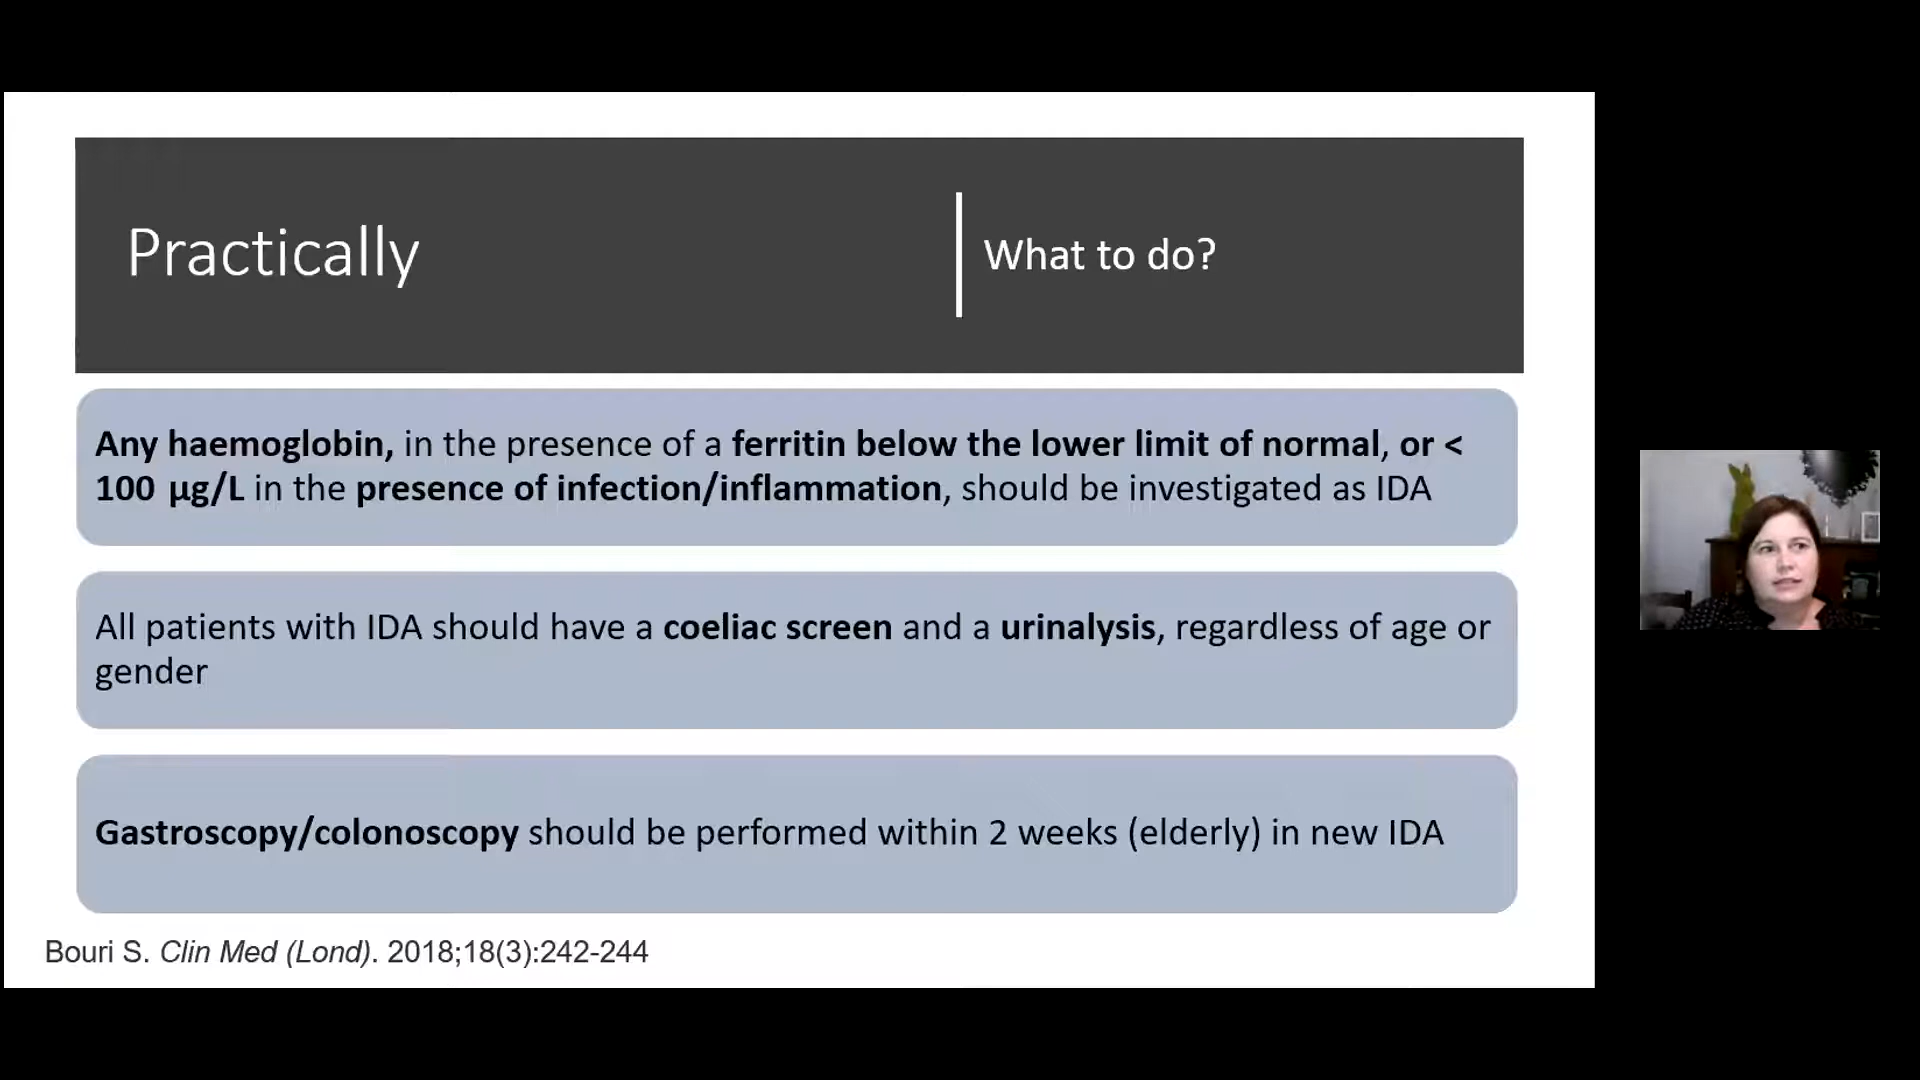 Practically
What to do?
Any haemoglobin, in the presence of a ferritin below the lower limit of normal, or <
100 µg/L in the presence of infection/inflammation, should be investigated as IDA
All patients with IDA should have a coeliac screen and a urinalysis, regardless of age or
gender
Gastroscopy/colonoscopy should be performed within 2 weeks (elderly) in new IDA
Bouri S. Clin Med (Lond). 2018;18(3):242-244